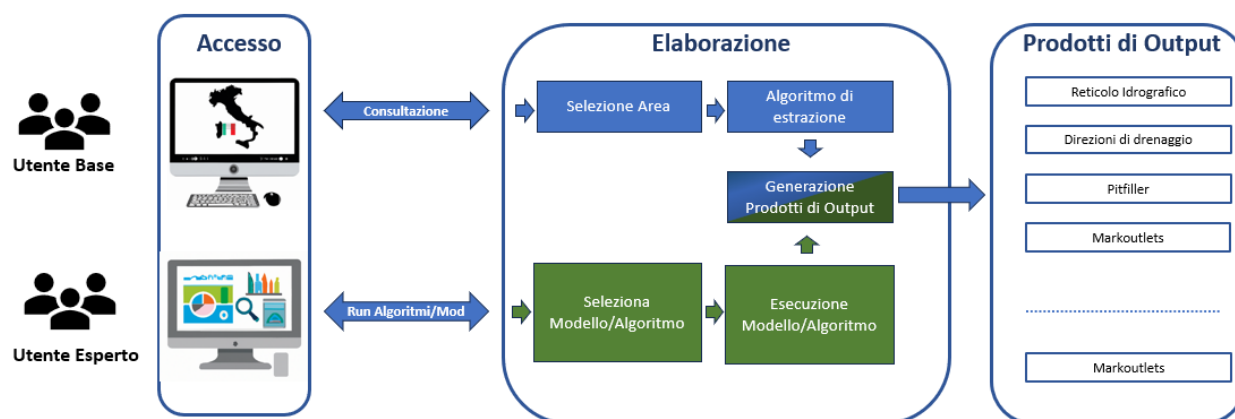 Accesso
Elaborazione
Prodotti di Output
Utente Base
Consultazione
Selezione Area
Algoritmo di
estrazione
Generazione
Prodotti di Output
Utente Esperto
Run Algoritmi/Mod
Seleziona
Modello/Algoritmo
Esecuzione
Modello/Algoritmo
Reticolo Idrografico
Direzioni di drenaggio
Pitfiller
Markoutlets
Markoutlets